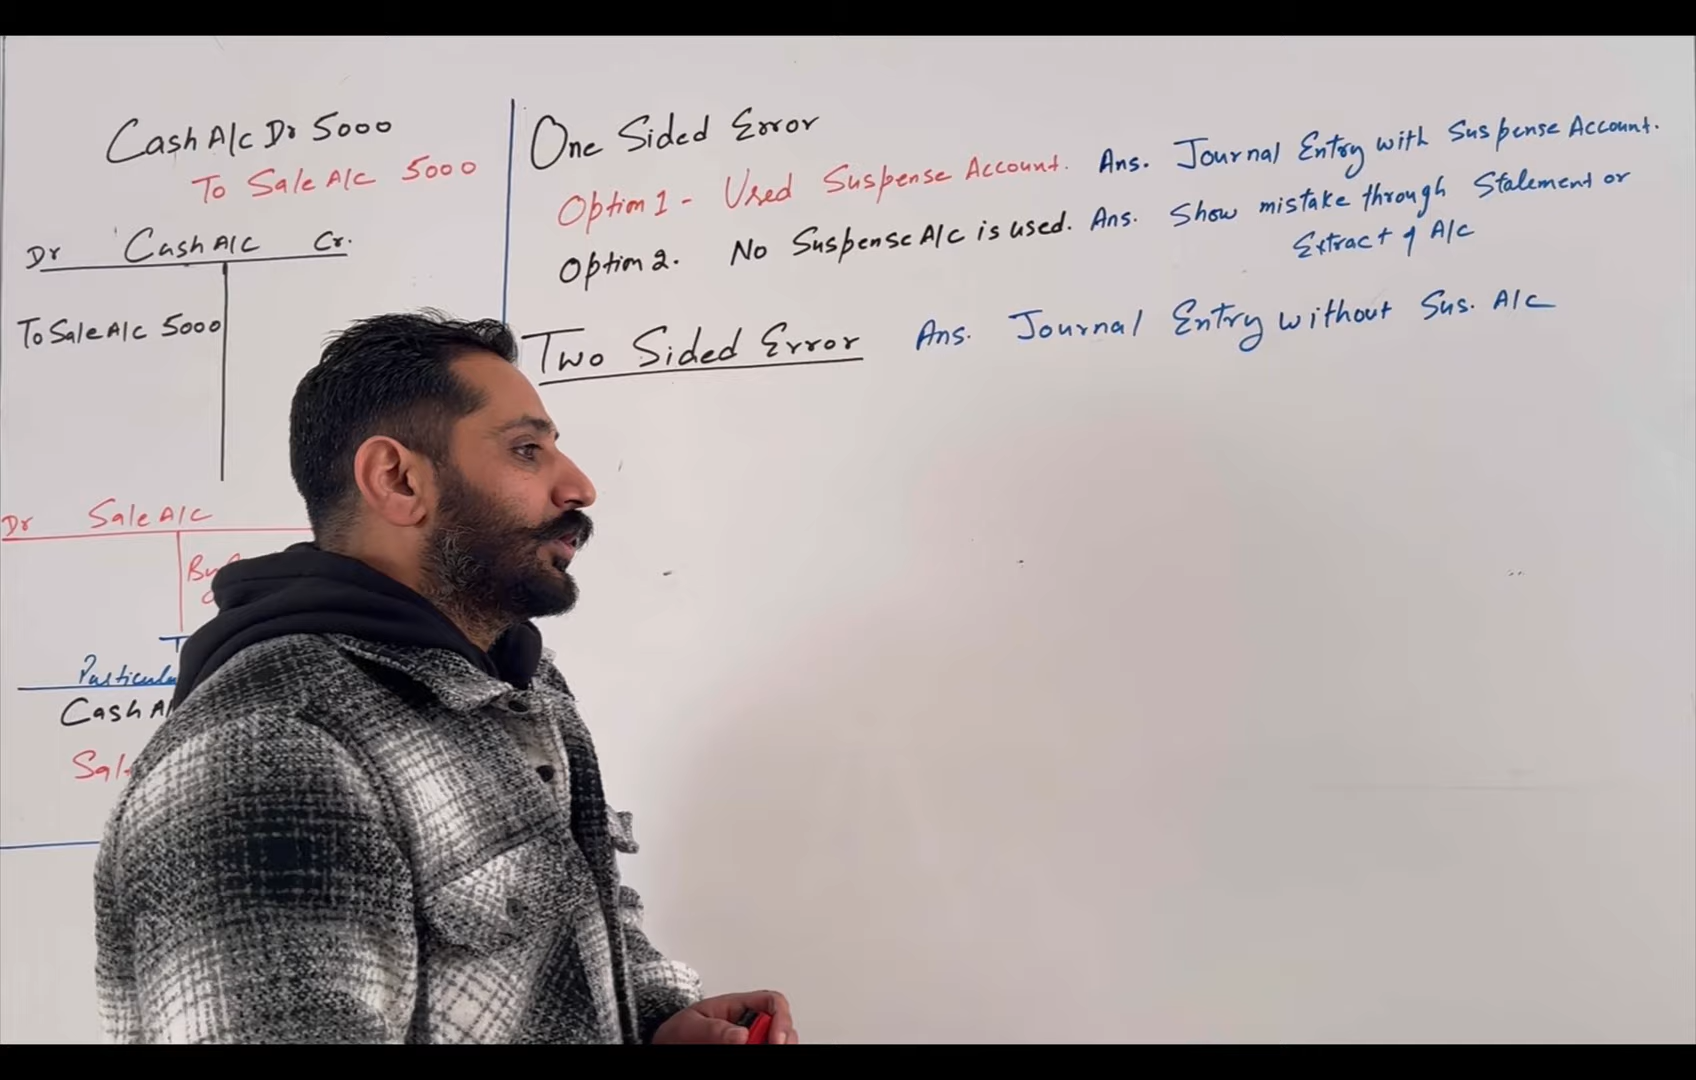 Cash A/c Dr 5000
To Sale A/c 5000
Dr Cash A/c Cr.
To Sale A/c 5000
Dr Sale A/c
By
Cash
One Sided Error
Option 1 - Used Suspense Account. Ans. Journal Entry with Suspense Account.
Option 2. No Suspense A/c is used. Ans. Show mistake through Statement or
Extract of A/c
Two Sided Error Ans. Journal Entry without Sus. A/c